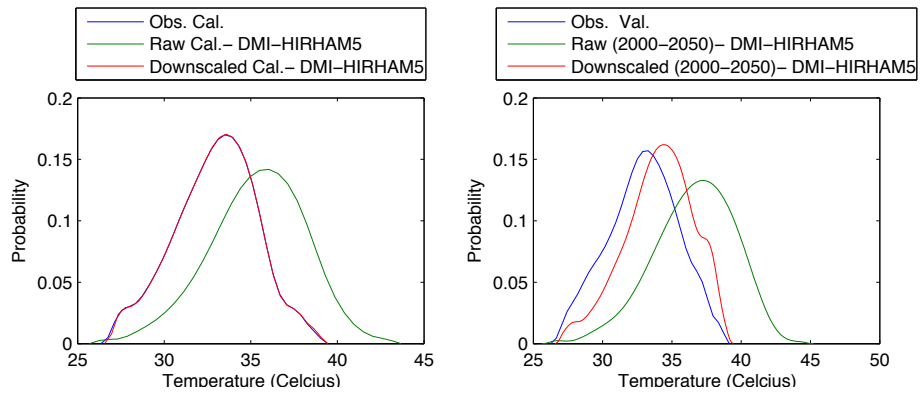 Obs. Cal.
Raw Cal.– DMI−HIRHAM5
Downscaled Cal.– DMI−HIRHAM5
0.2
0.15
0.1
0.05
0
Probability
25
30
35
40
45
Temperature (Celcius)
Obs. Val.
Raw (2000−2050)− DMI−HIRHAM5
Downscaled (2000−2050)− DMI−HIRHAM5
0.2
0.15
0.1
0.05
0
Probability
25
30
35
40
45
50
Temperature (Celcius)